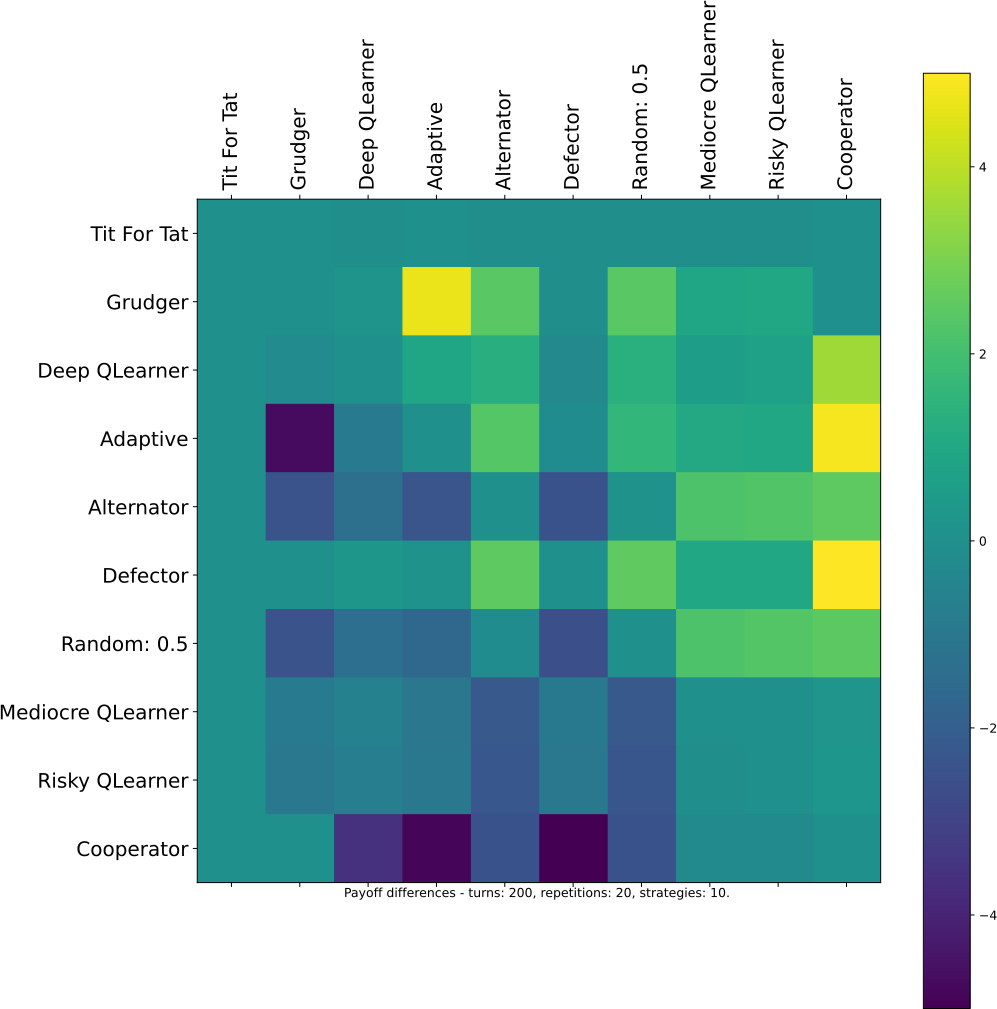 Tit For Tat
Grudger
Deep QLearner
Adaptive
Alternator
Defector
Random: 0.5
Mediocre QLearner
Risky QLearner
Cooperator
Tit For Tat
Grudger
Deep QLearner
Adaptive
Alternator
Defector
Random: 0.5
Mediocre QLearner
Risky QLearner
Cooperator
Payoff differences - turns: 200, repetitions: 20, strategies: 10.
4
2
0
−2
−4